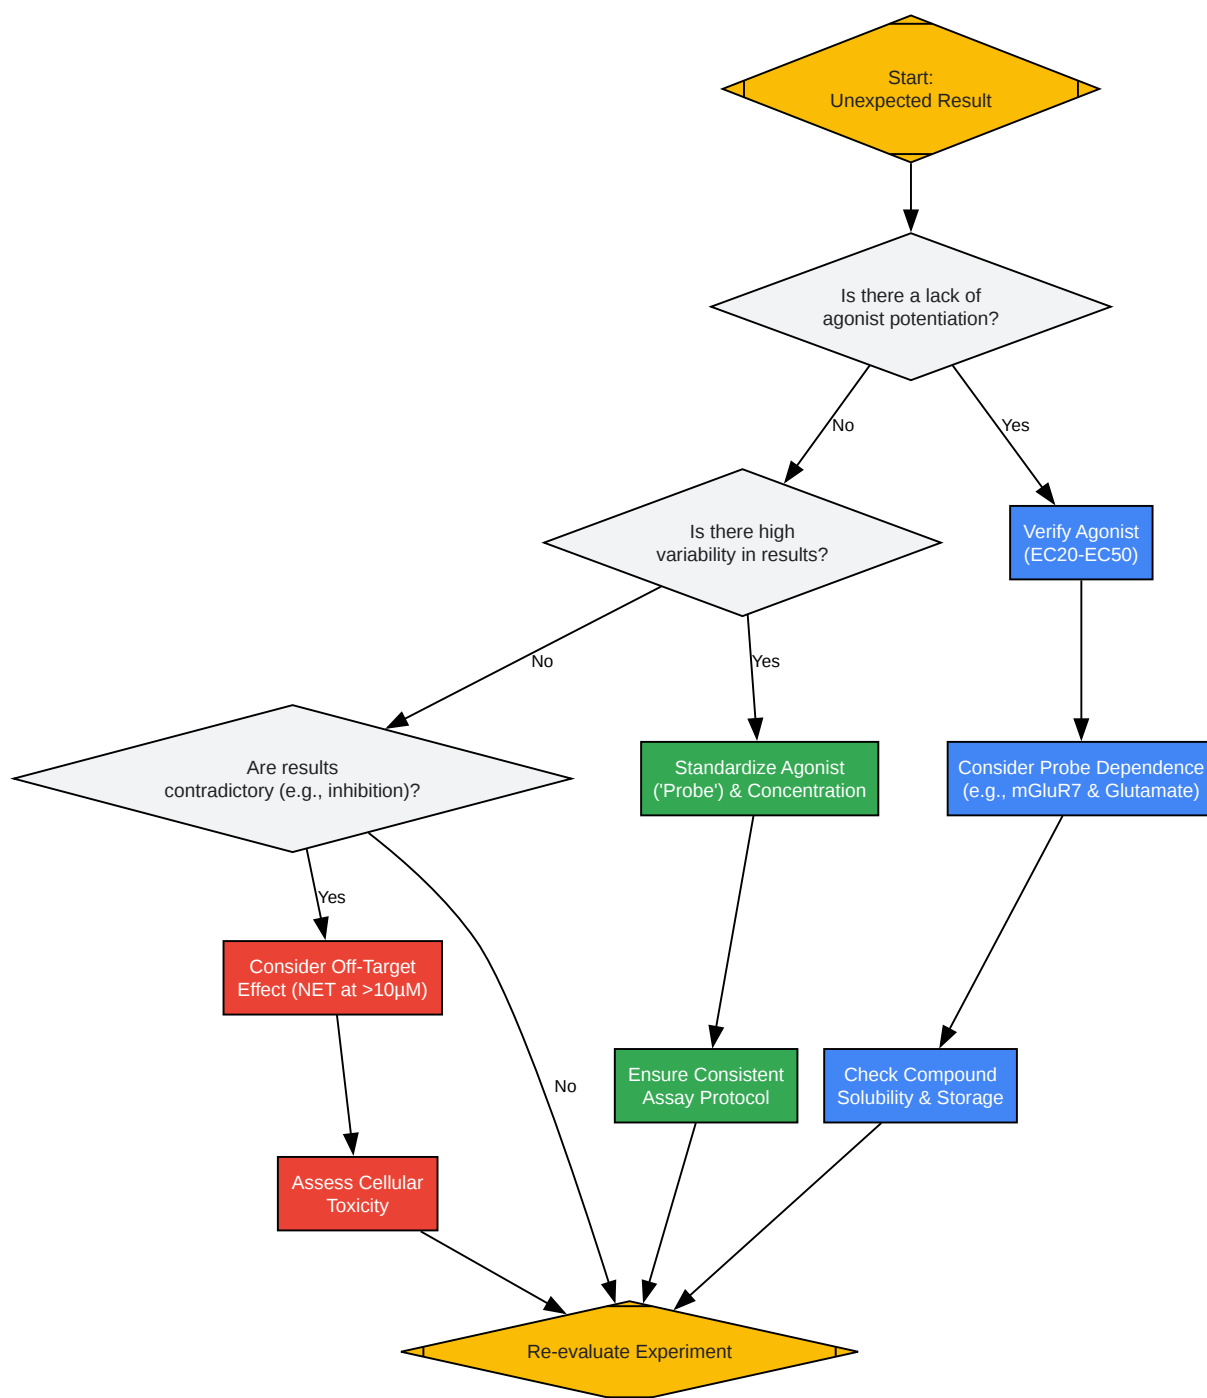 Start:
Unexpected Result
Is there a lack of
agonist potentiation?
No
Yes
Is there high
variability in results?
Verify Agonist
(EC20-EC50)
No
Yes
Are results
contradictory (e.g., inhibition)?
Standardize Agonist
('Probe') & Concentration
Consider Probe Dependence
(e.g., mGluR7 & Glutamate)
Yes
Consider Off-Target
Effect (NET at >10μM)
No
Ensure Consistent
Assay Protocol
Check Compound
Solubility & Storage
Assess Cellular
Toxicity
Re-evaluate Experiment